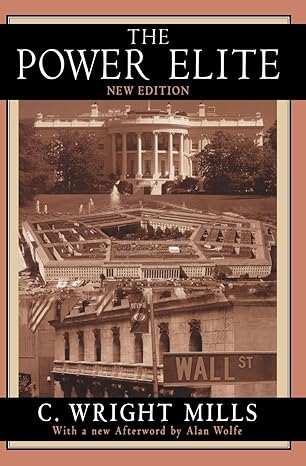 THE
POWER ELITE
NEW EDITION
WALL ST
C. WRIGHT MILLS
With a new Afterword by Alan Wolfe